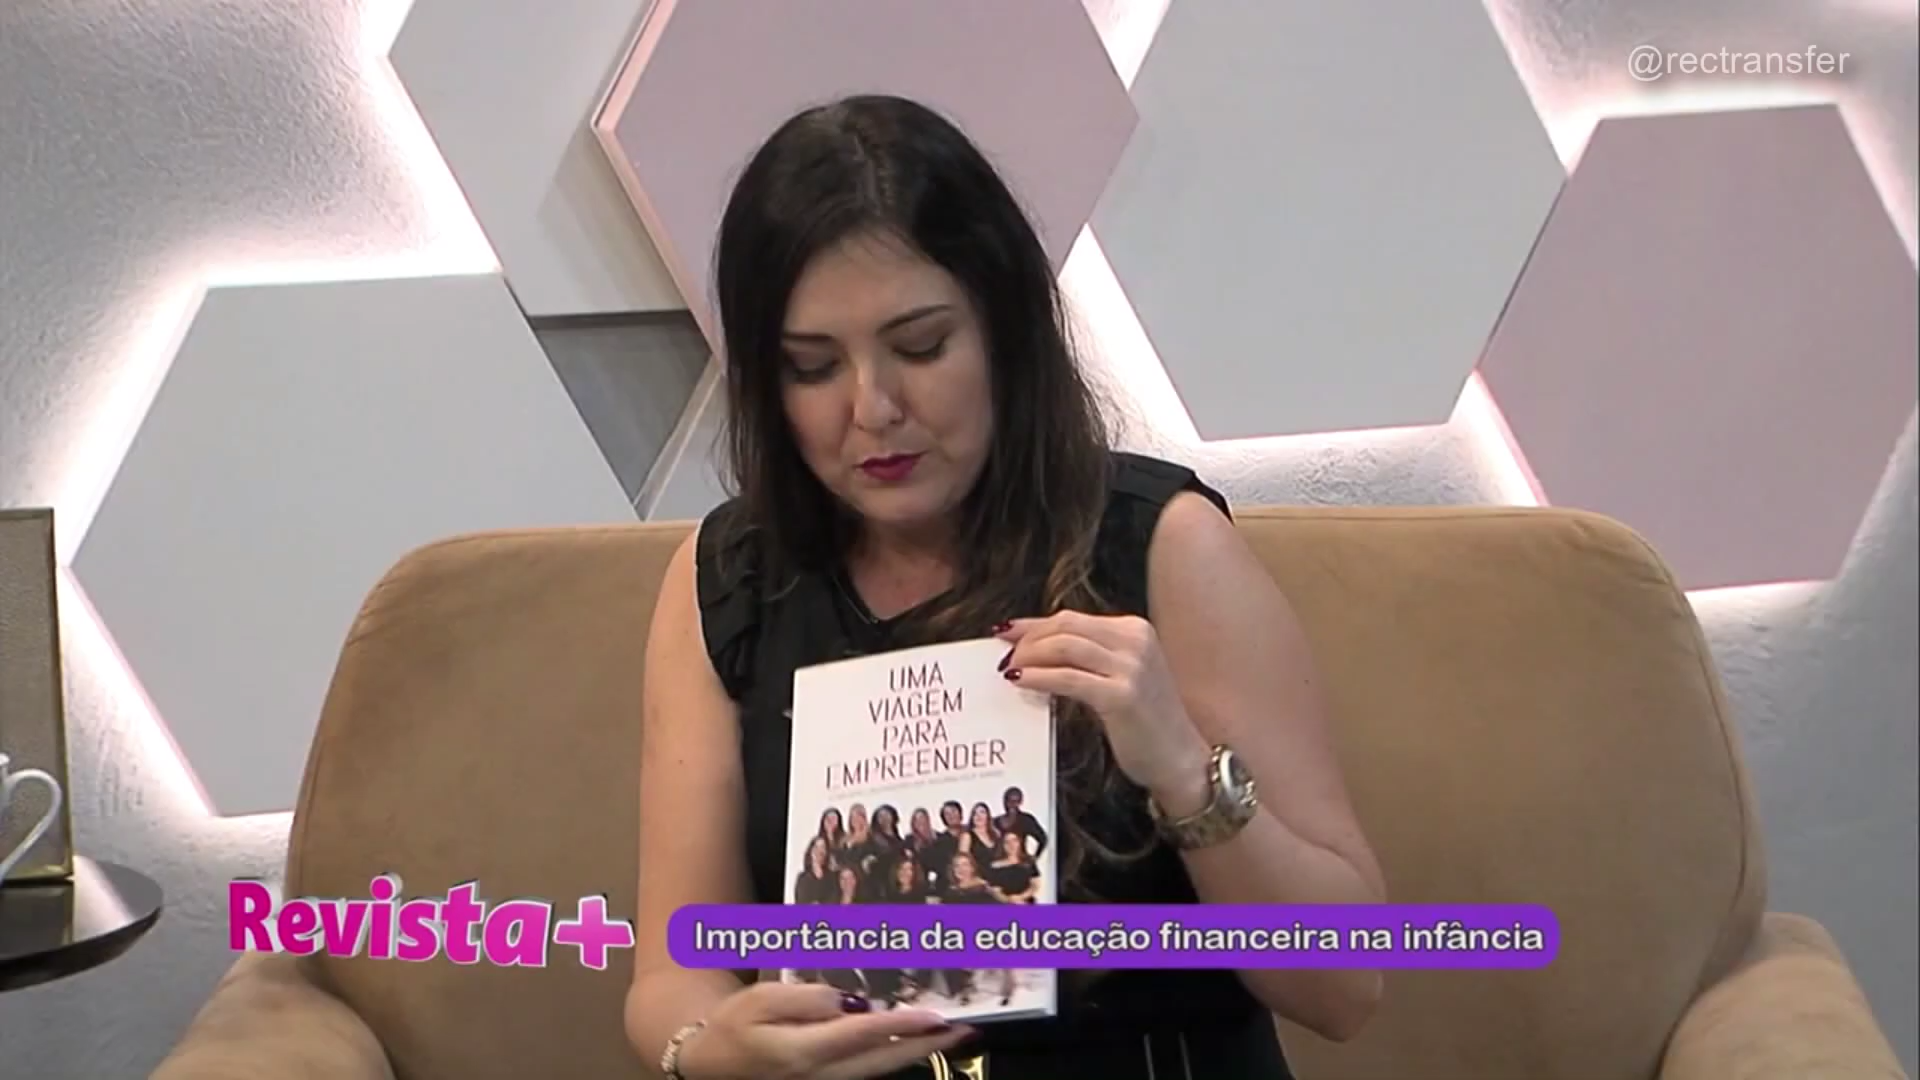 @rectransfer
UMA
VIAGEM
PARA
EMPREENDER
Revista+
Importância da educação financeira na infância